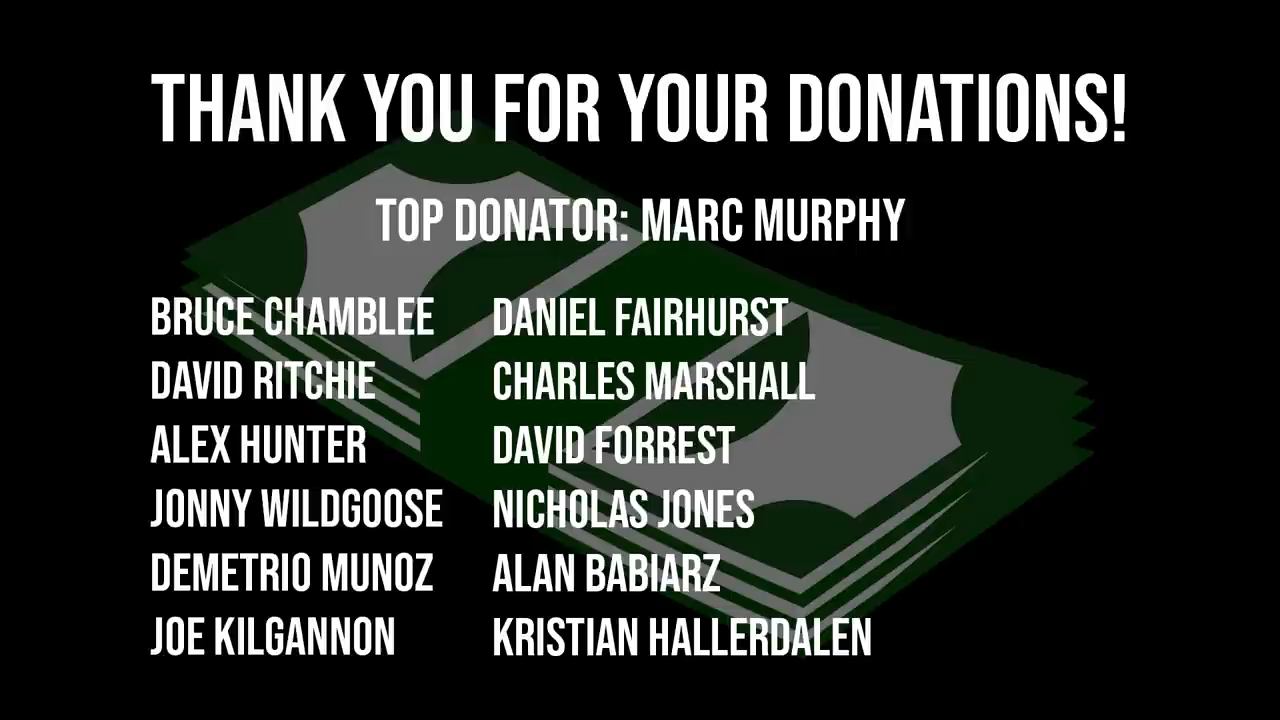 THANK YOU FOR YOUR DONATIONS!
TOP DONATOR: MARC MURPHY
BRUCE CHAMBLEE
DAVID RITCHIE
ALEX HUNTER
JONNY WILDGOOSE
DEMETRIO MUNOZ
JOE KILGANNON
DANIEL FAIRHURST
CHARLES MARSHALL
DAVID FORREST
NICHOLAS JONES
ALAN BABIARZ
KRISTIAN HALLERDALEN